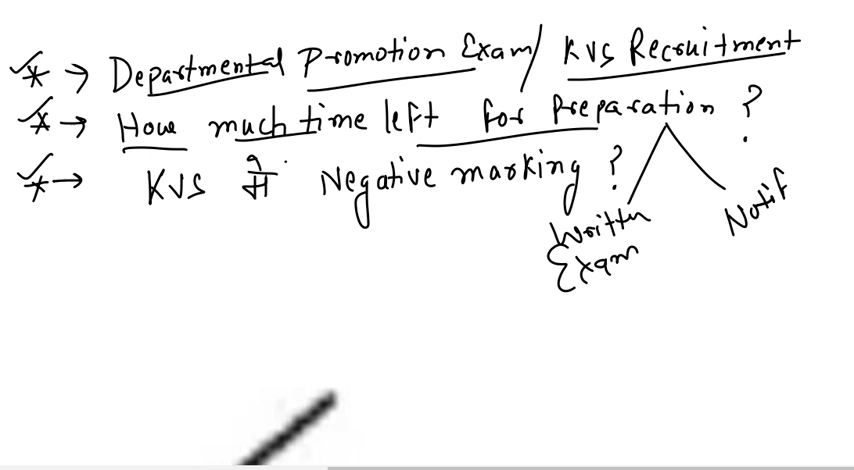 * → Departmental Promotion Exam/ KVS Recruitment
* → How much time left for Preparation ?
* → KVS में Negative marking ?
Written Exam
Notif